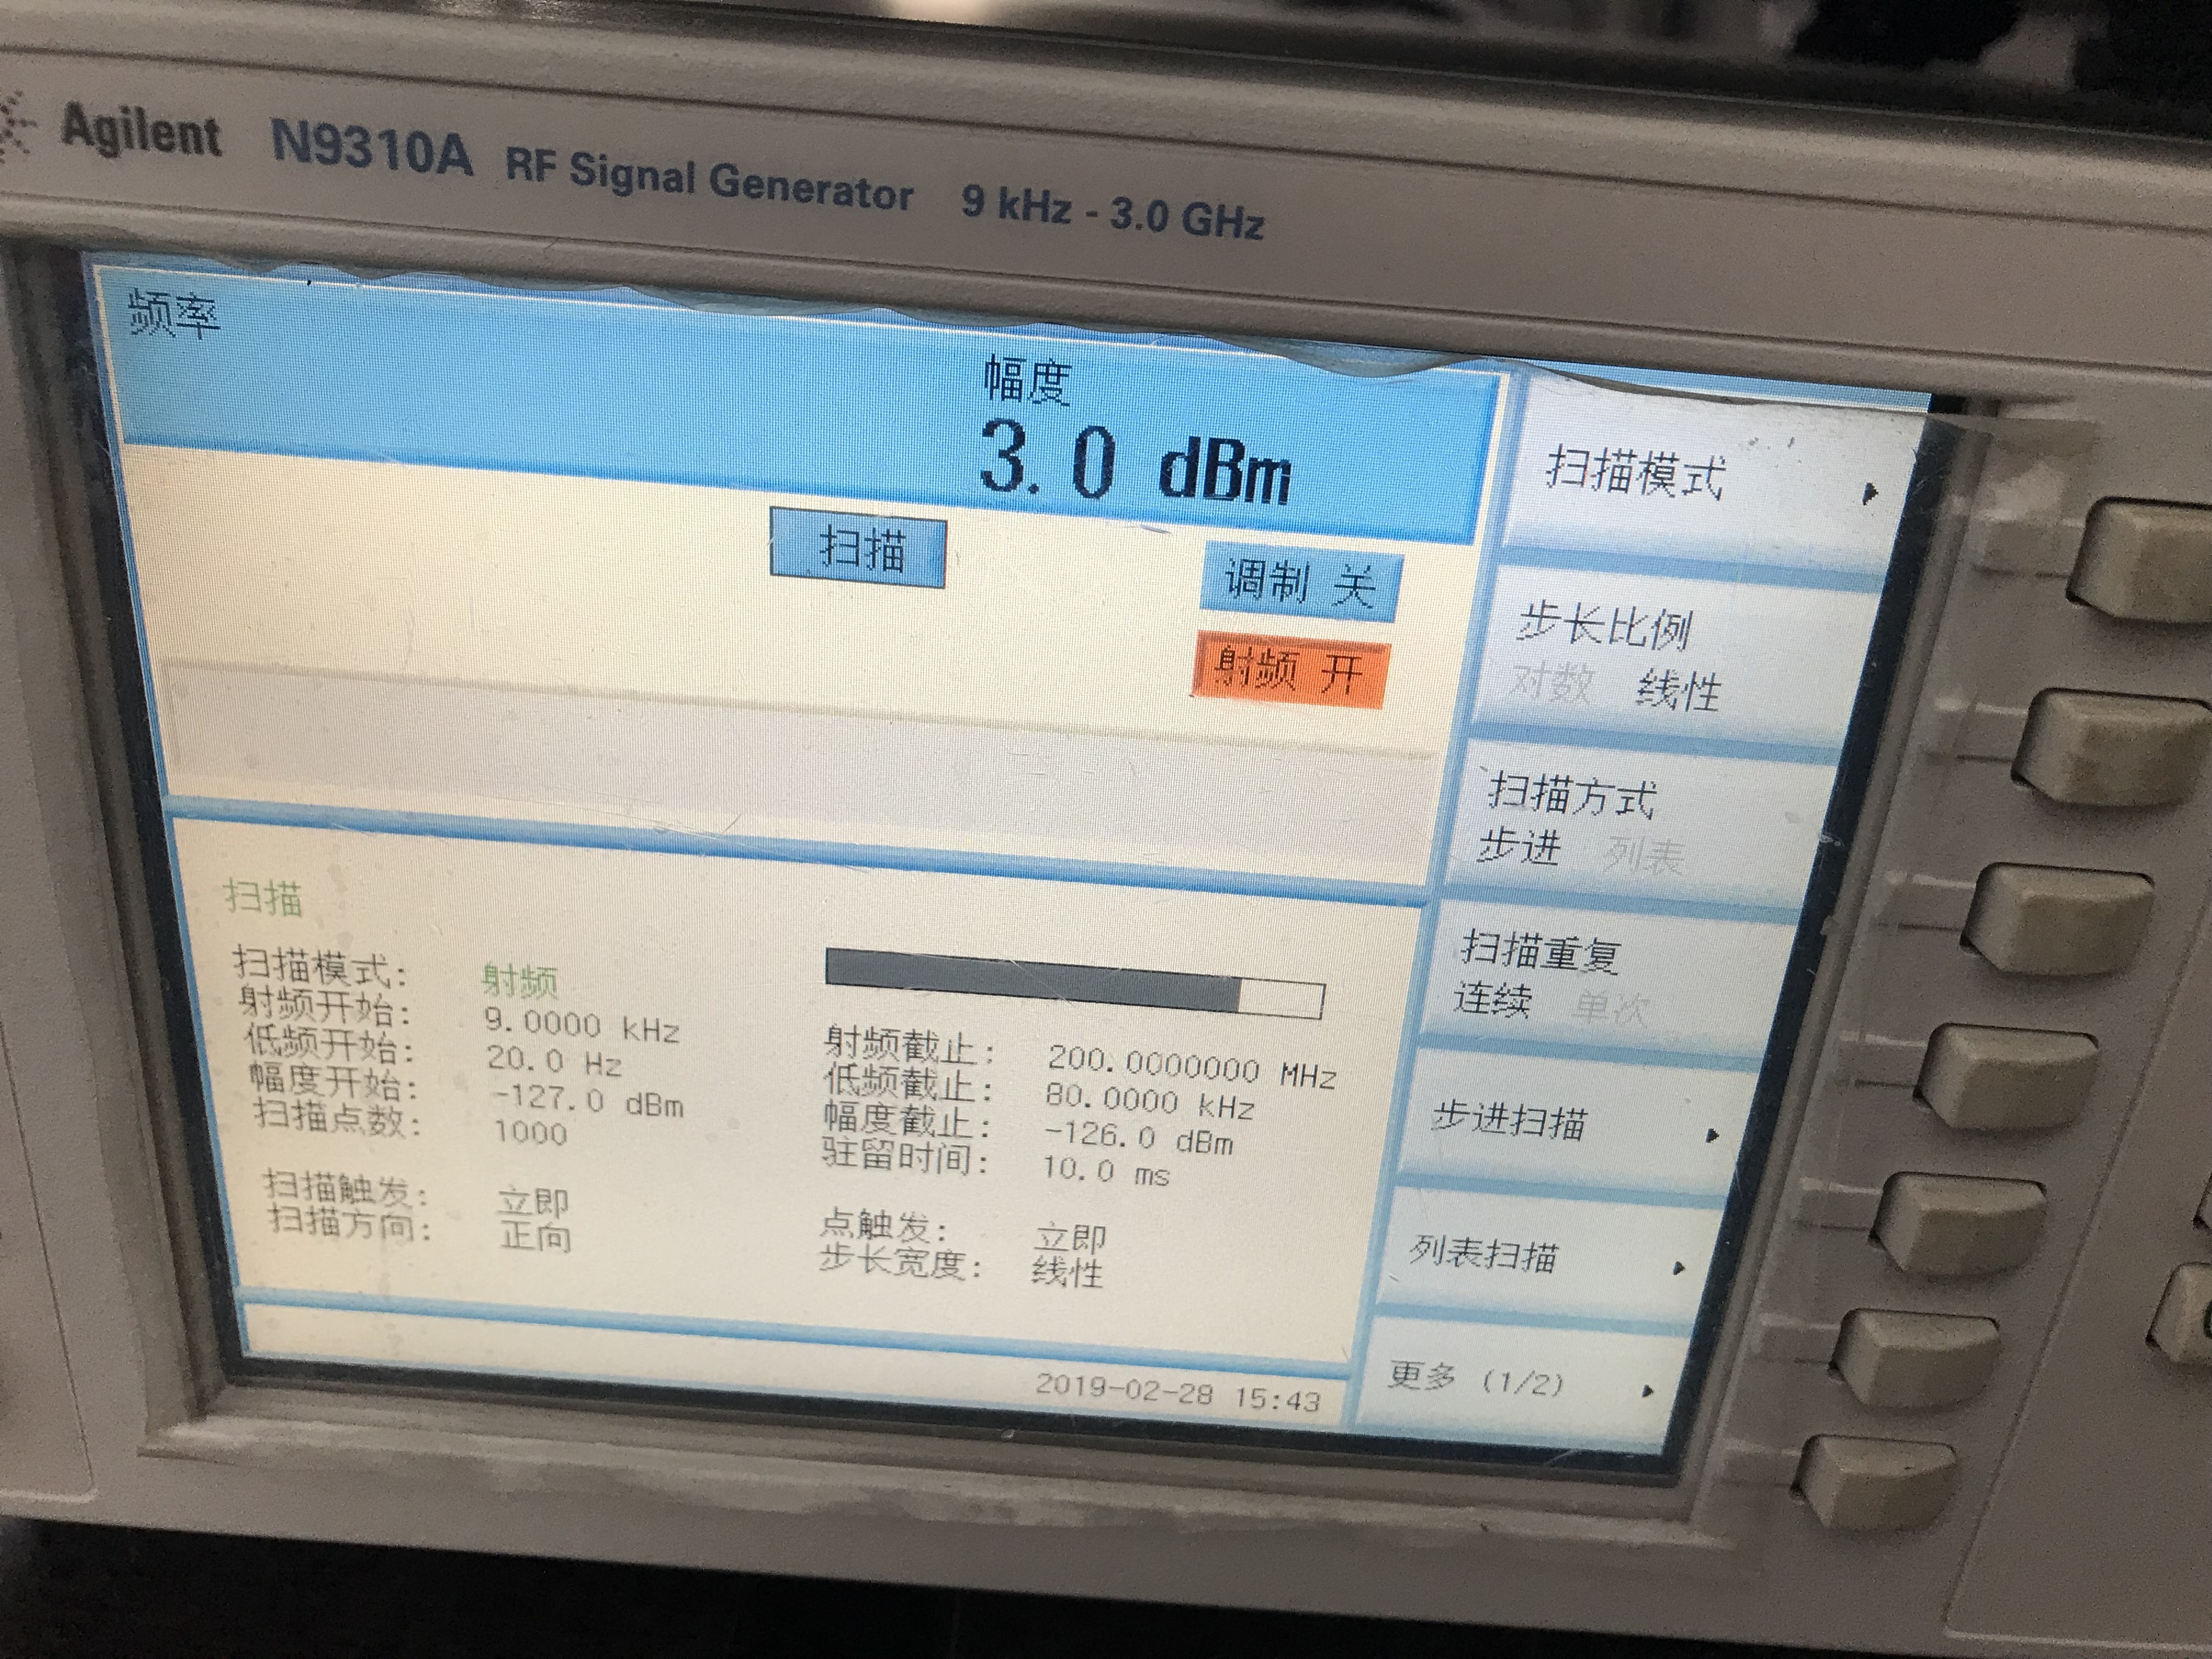 Agilent N9310A RF Signal Generator 9 kHz - 3.0 GHz
频率
幅度
3.0 dBm
扫描
调制 关
射频 开
扫描
扫描模式: 射频
射频开始: 9.0000 kHz
射频截止: 200.0000000 MHz
低频开始: 20.0 Hz
低频截止: 80.0000 kHz
幅度开始: -127.0 dBm
幅度截止: -126.0 dBm
扫描点数: 1000
驻留时间: 10.0 ms
扫描触发: 立即
点触发: 立即
扫描方向: 正向
步长宽度: 线性
2019-02-28 15:43
扫描模式
步长比例
对数 线性
扫描方式
步进 列表
扫描重复
连续 单次
步进扫描
列表扫描
更多 (1/2)